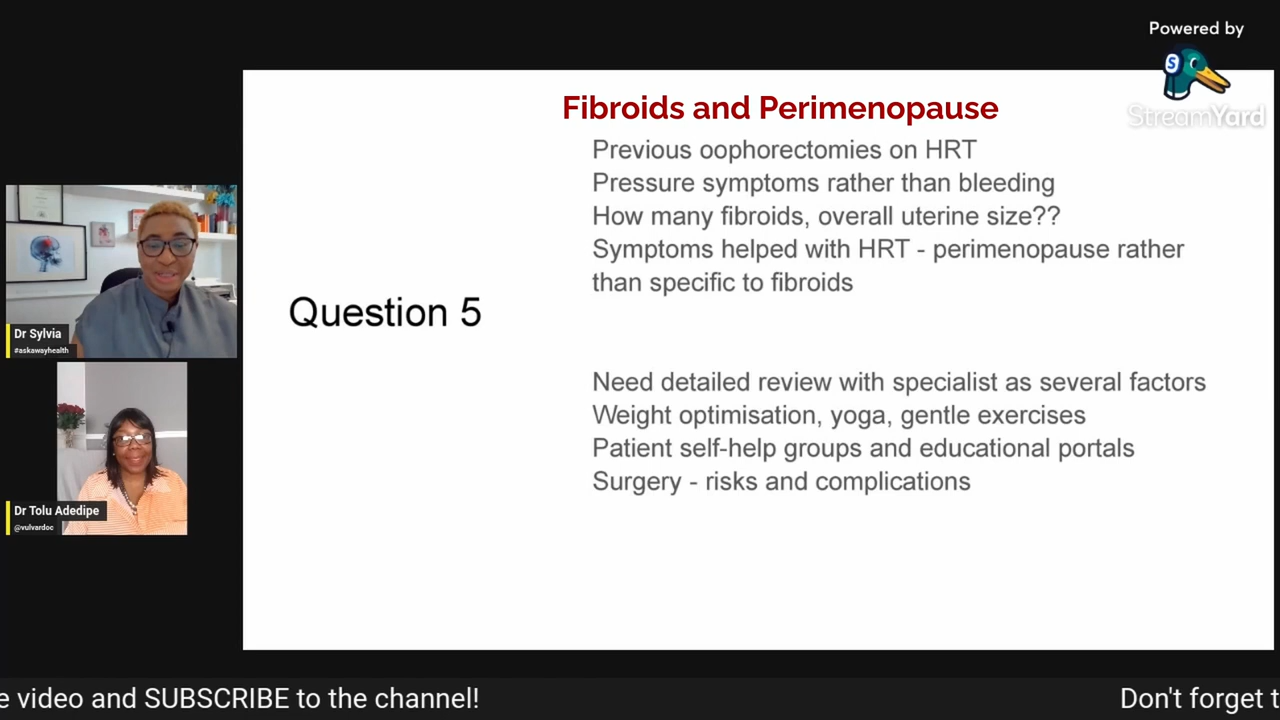 Powered by
StreamYard
Fibroids and Perimenopause
Previous oophorectomies on HRT
Pressure symptoms rather than bleeding
How many fibroids, overall uterine size??
Symptoms helped with HRT - perimenopause rather
than specific to fibroids
Question 5
Need detailed review with specialist as several factors
Weight optimisation, yoga, gentle exercises
Patient self-help groups and educational portals
Surgery - risks and complications
Dr Sylvia
#askawayhealth
Dr Tolu Adedipe
@vulvardoc
e video and SUBSCRIBE to the channel!
Don't forget t